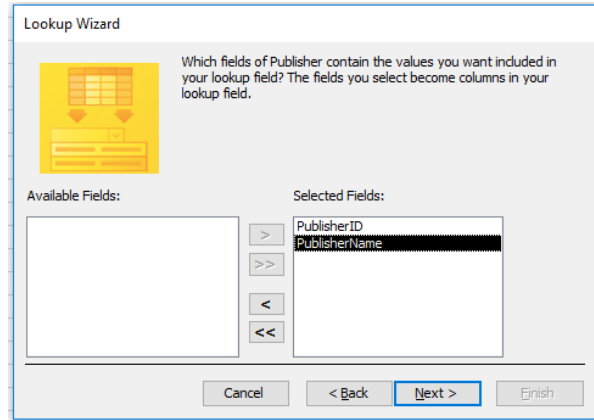 Lookup Wizard
Which fields of Publisher contain the values you want included in
your lookup field? The fields you select become columns in your
lookup field.
Available Fields:
Selected Fields:
PublisherID
PublisherName
>
>>
<
<<
Cancel
< Back
Next >
Finish